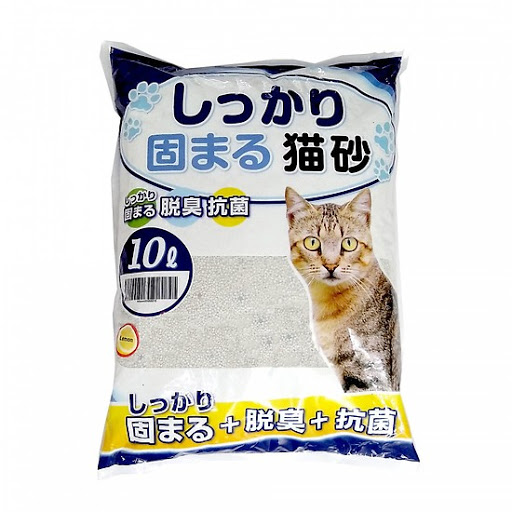 しっかり
固まる 猫砂
しっかり
固まる 脱臭 抗菌
10ℓ
Lemon
しっかり
固まる+脱臭+抗菌